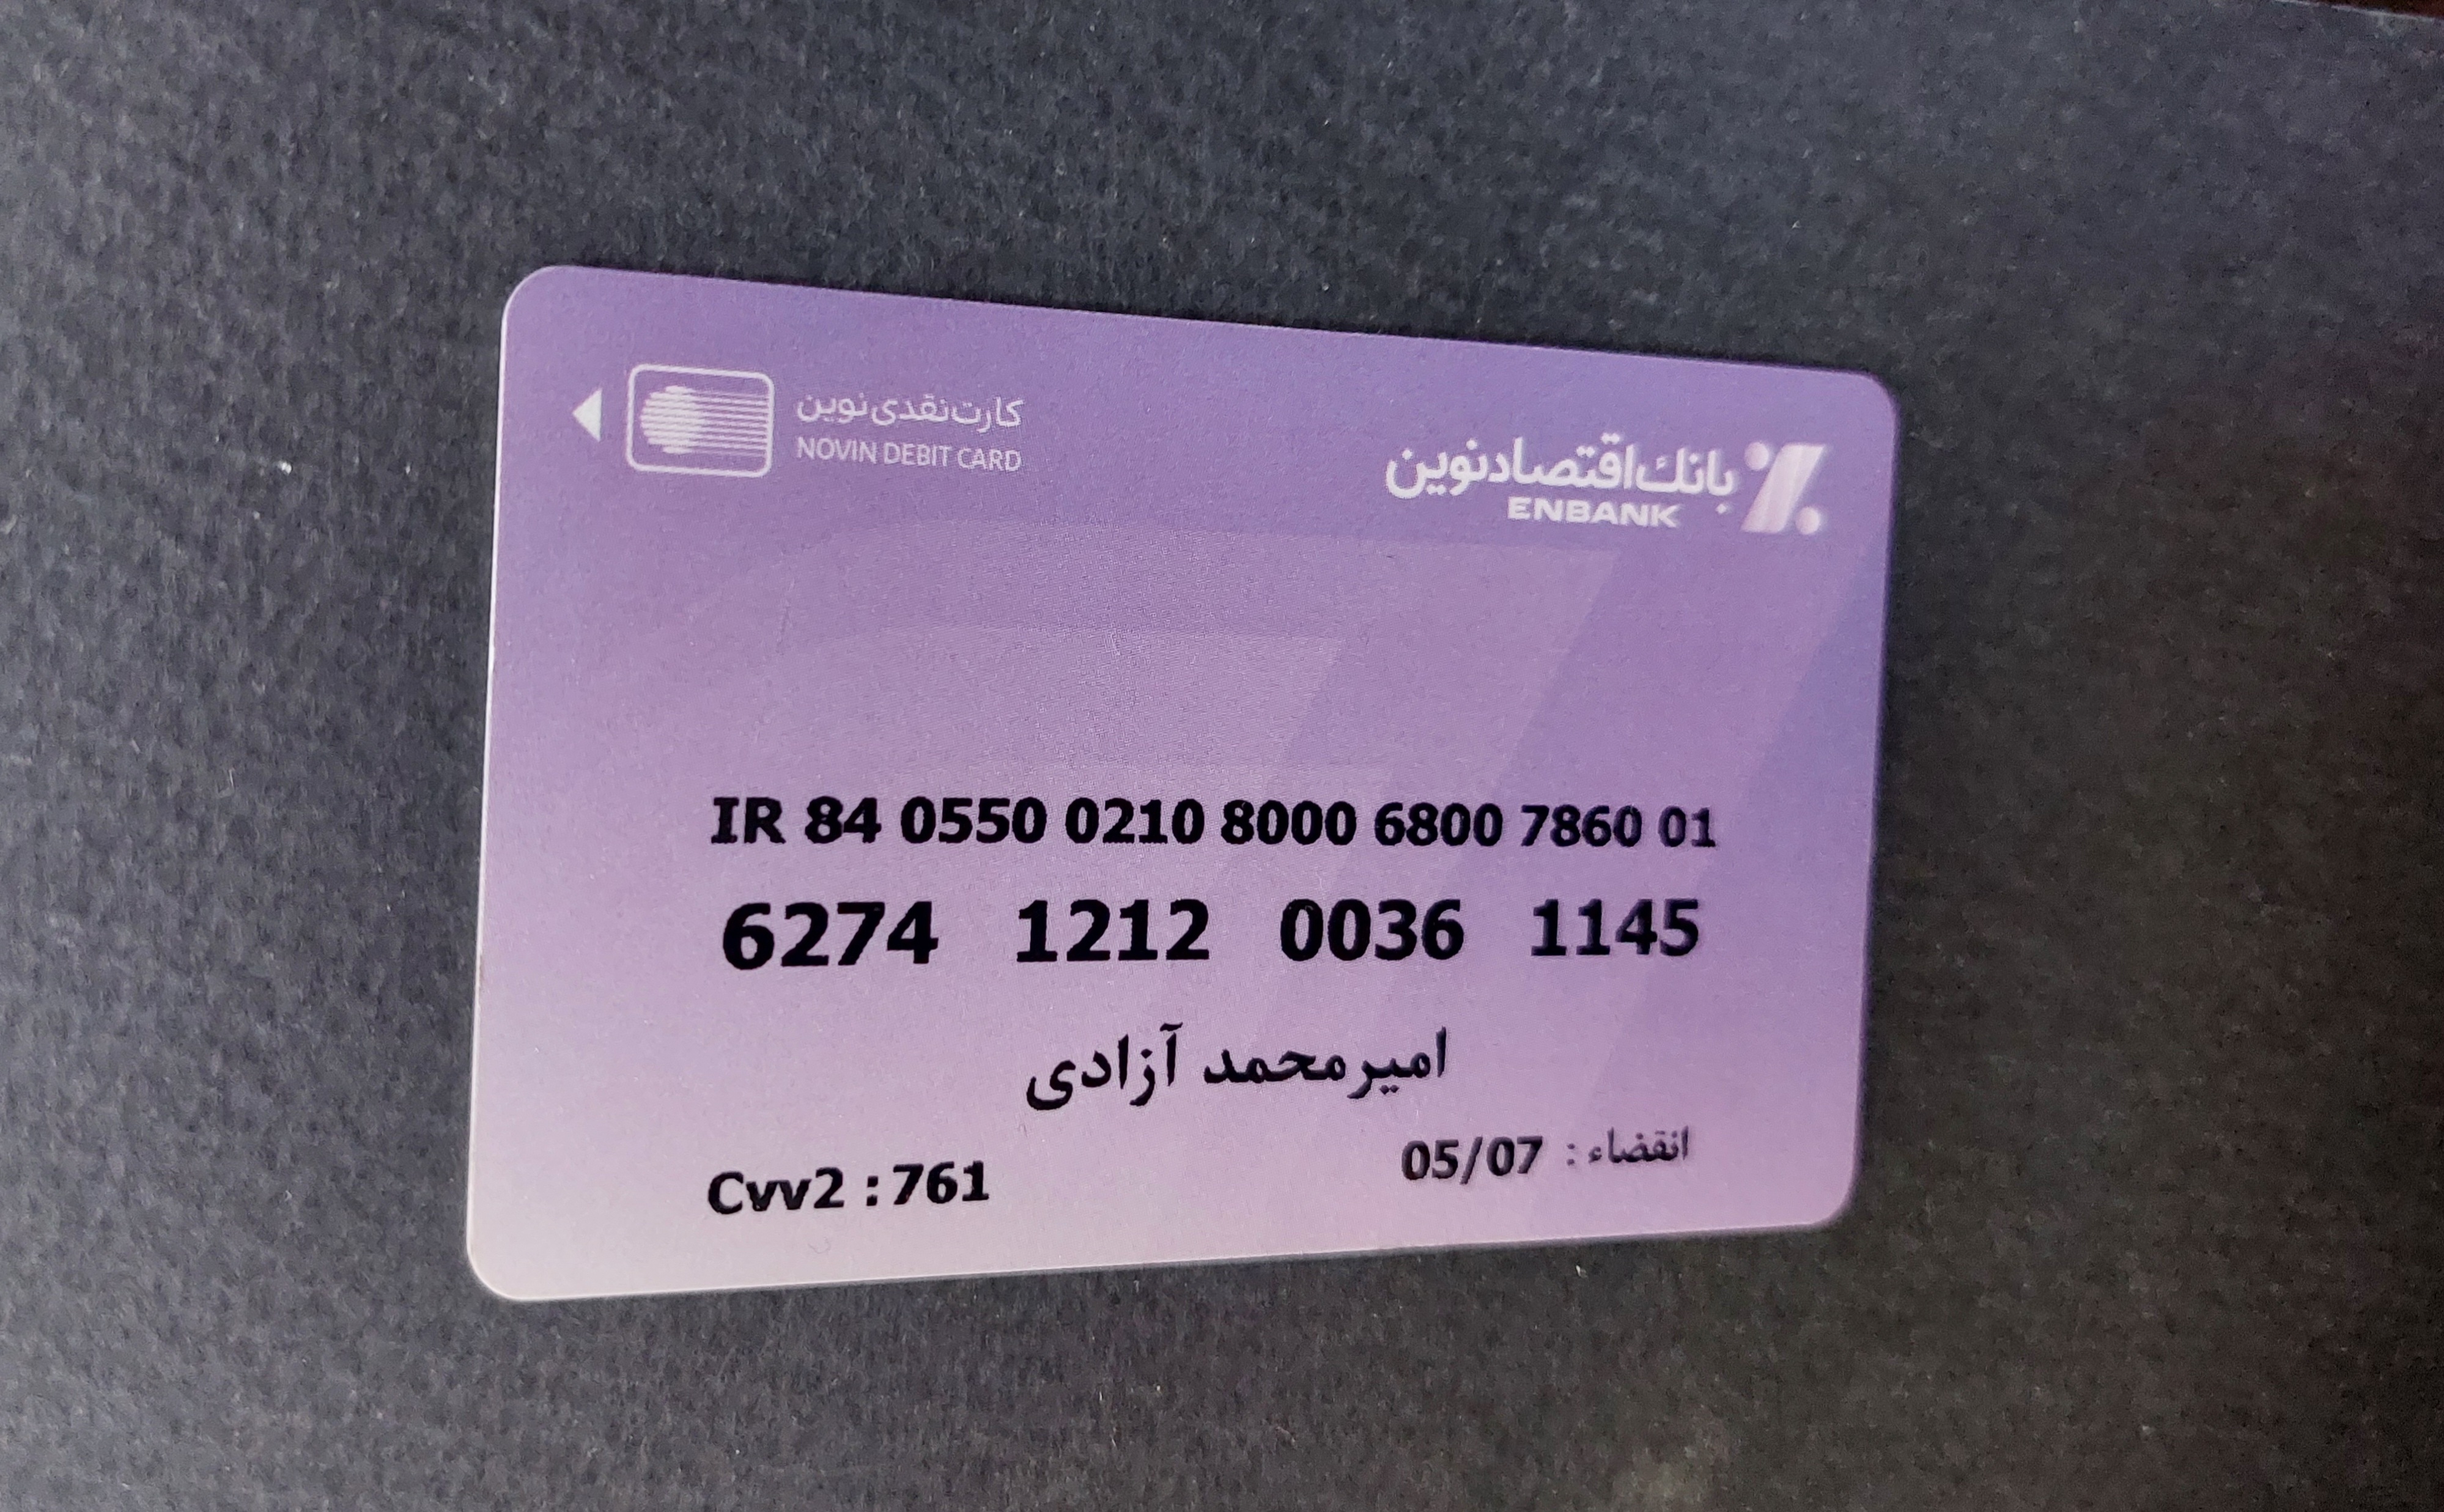 کارت نقدی نوین
NOVIN DEBIT CARD
بانک اقتصاد نوین
ENBANK
IR 84 0550 0210 8000 6800 7860 01
6274 1212 0036 1145
امیرمحمد آزادی
انقضاء : 05/07
Cvv2 : 761